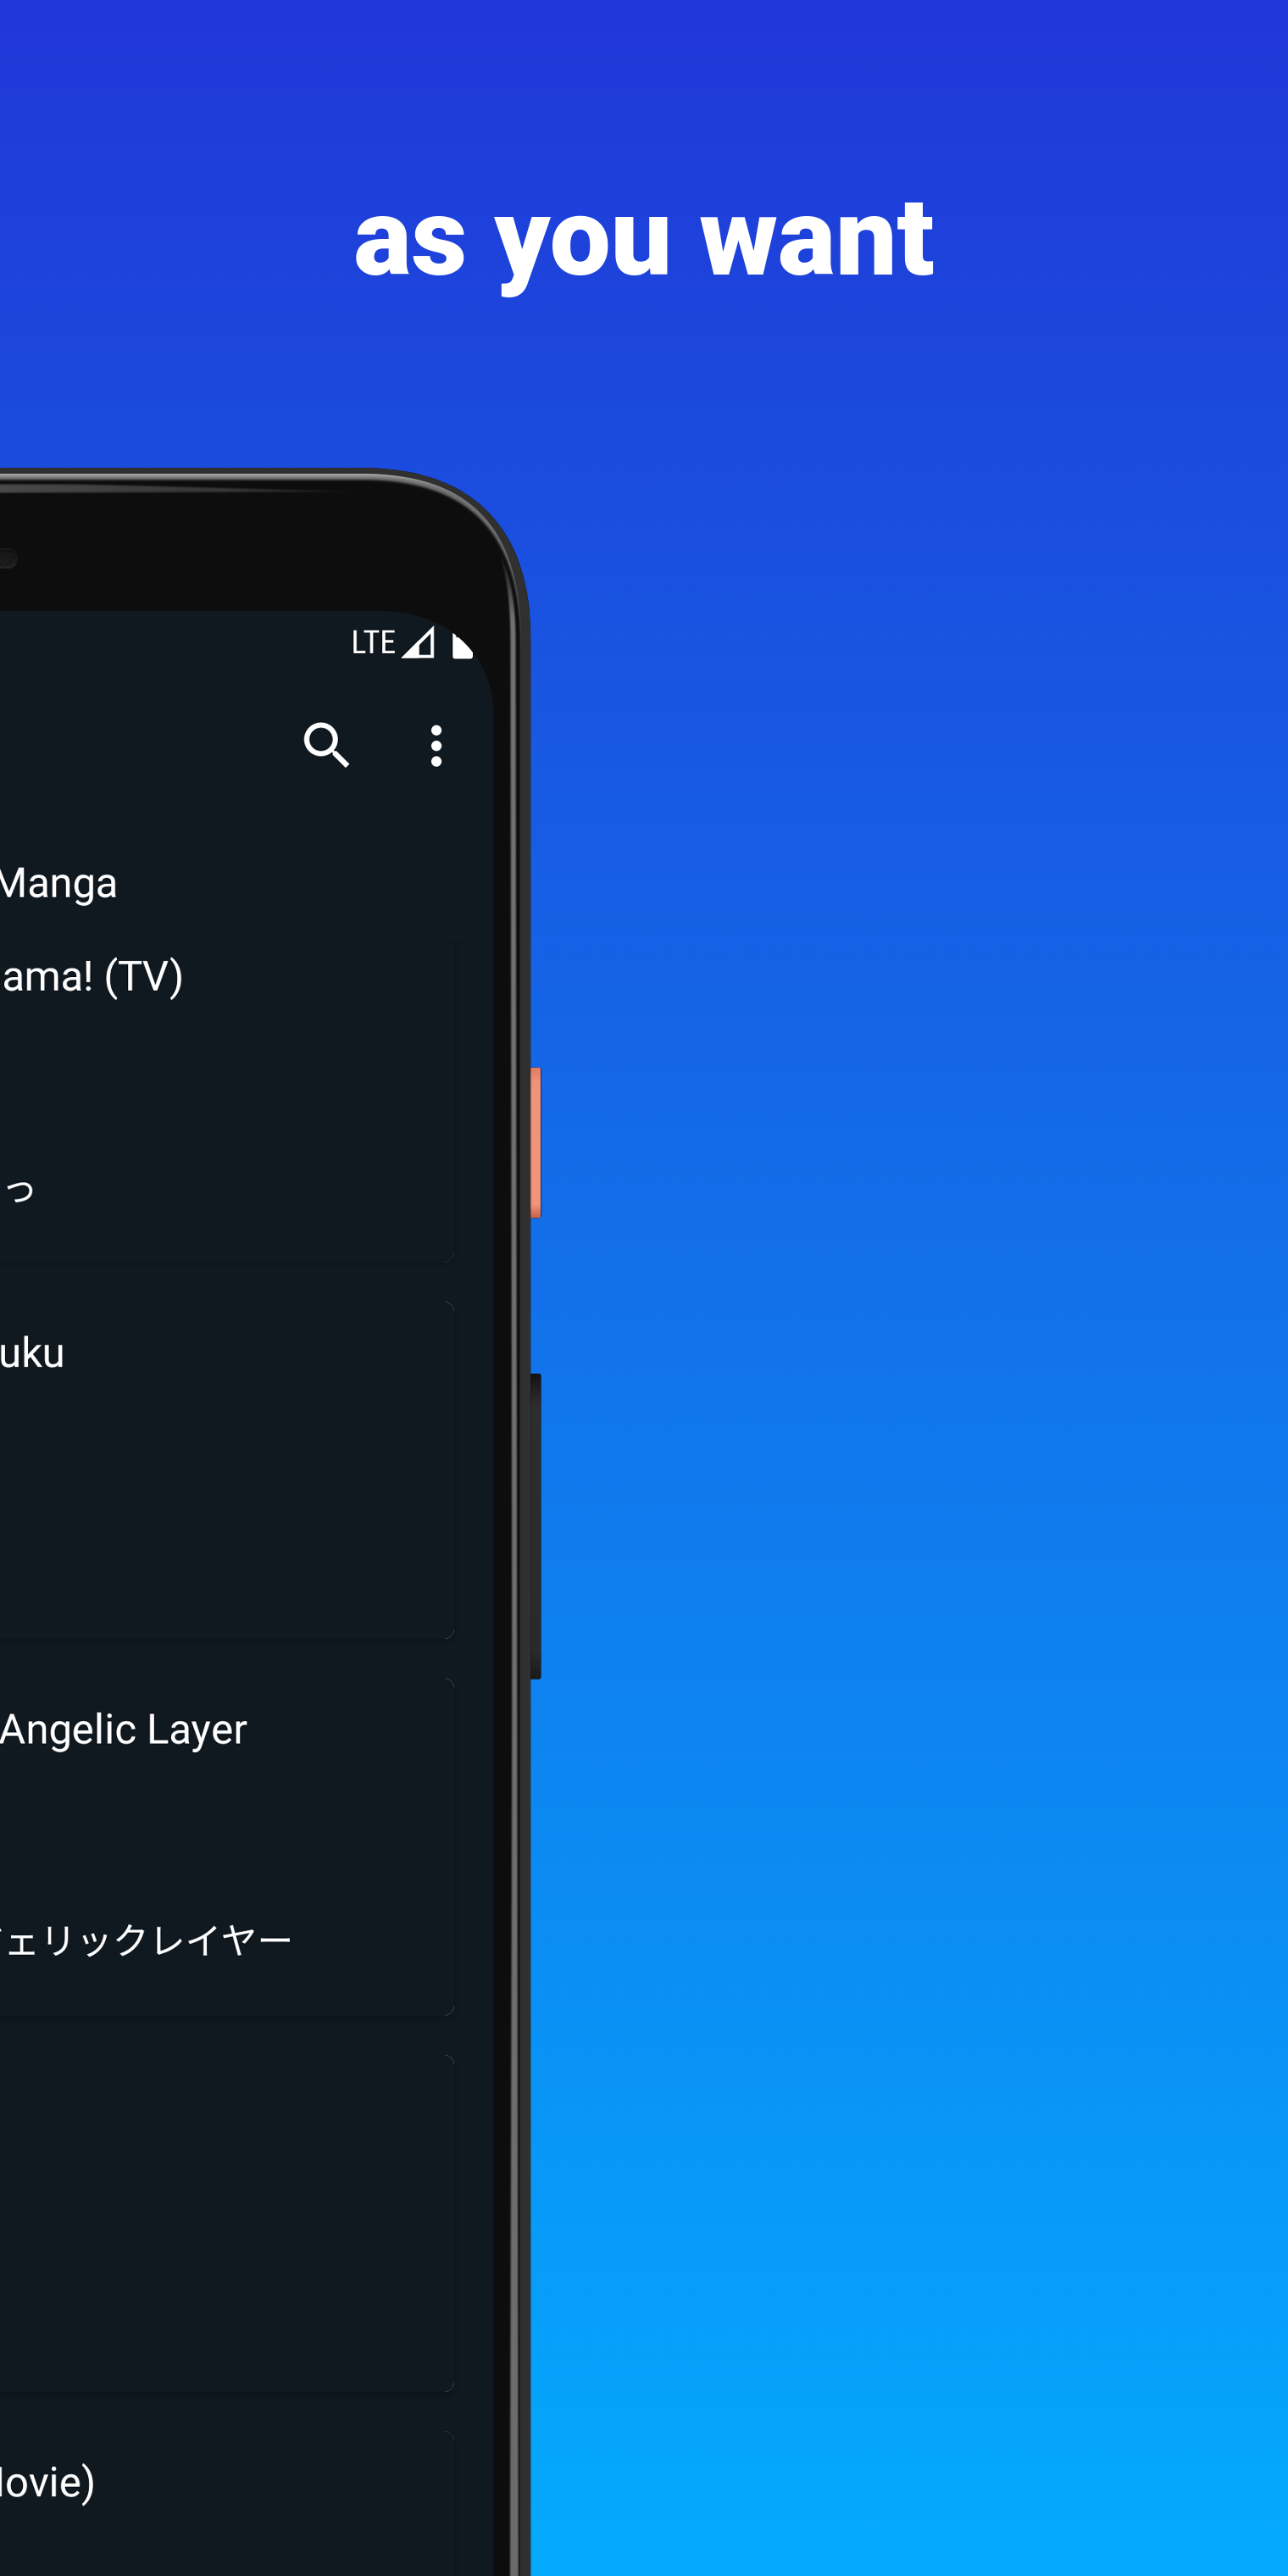 as you want
LTE
Manga
ama! (TV)
っ
uku
Angelic Layer
ェリックレイヤー
ovie)